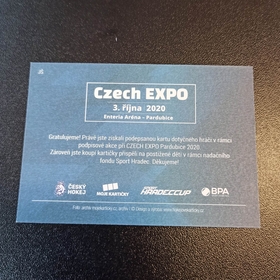 Czech EXPO
3. října 2020
Enteria Aréna – Pardubice
Gratulujeme! Právě jste získali podepsanou kartu dotyčného hráči v rámci
podpisové akce při CZECH EXPO Pardubice 2020.
Zároveň jste koupí kartičky přispěli na postižené děti v rámci nadačního
fondu Sport Hradec. Děkujeme!
ČESKÝ
HOKEJ
MOJE KARTIČKY
HARDECCUP
BPA